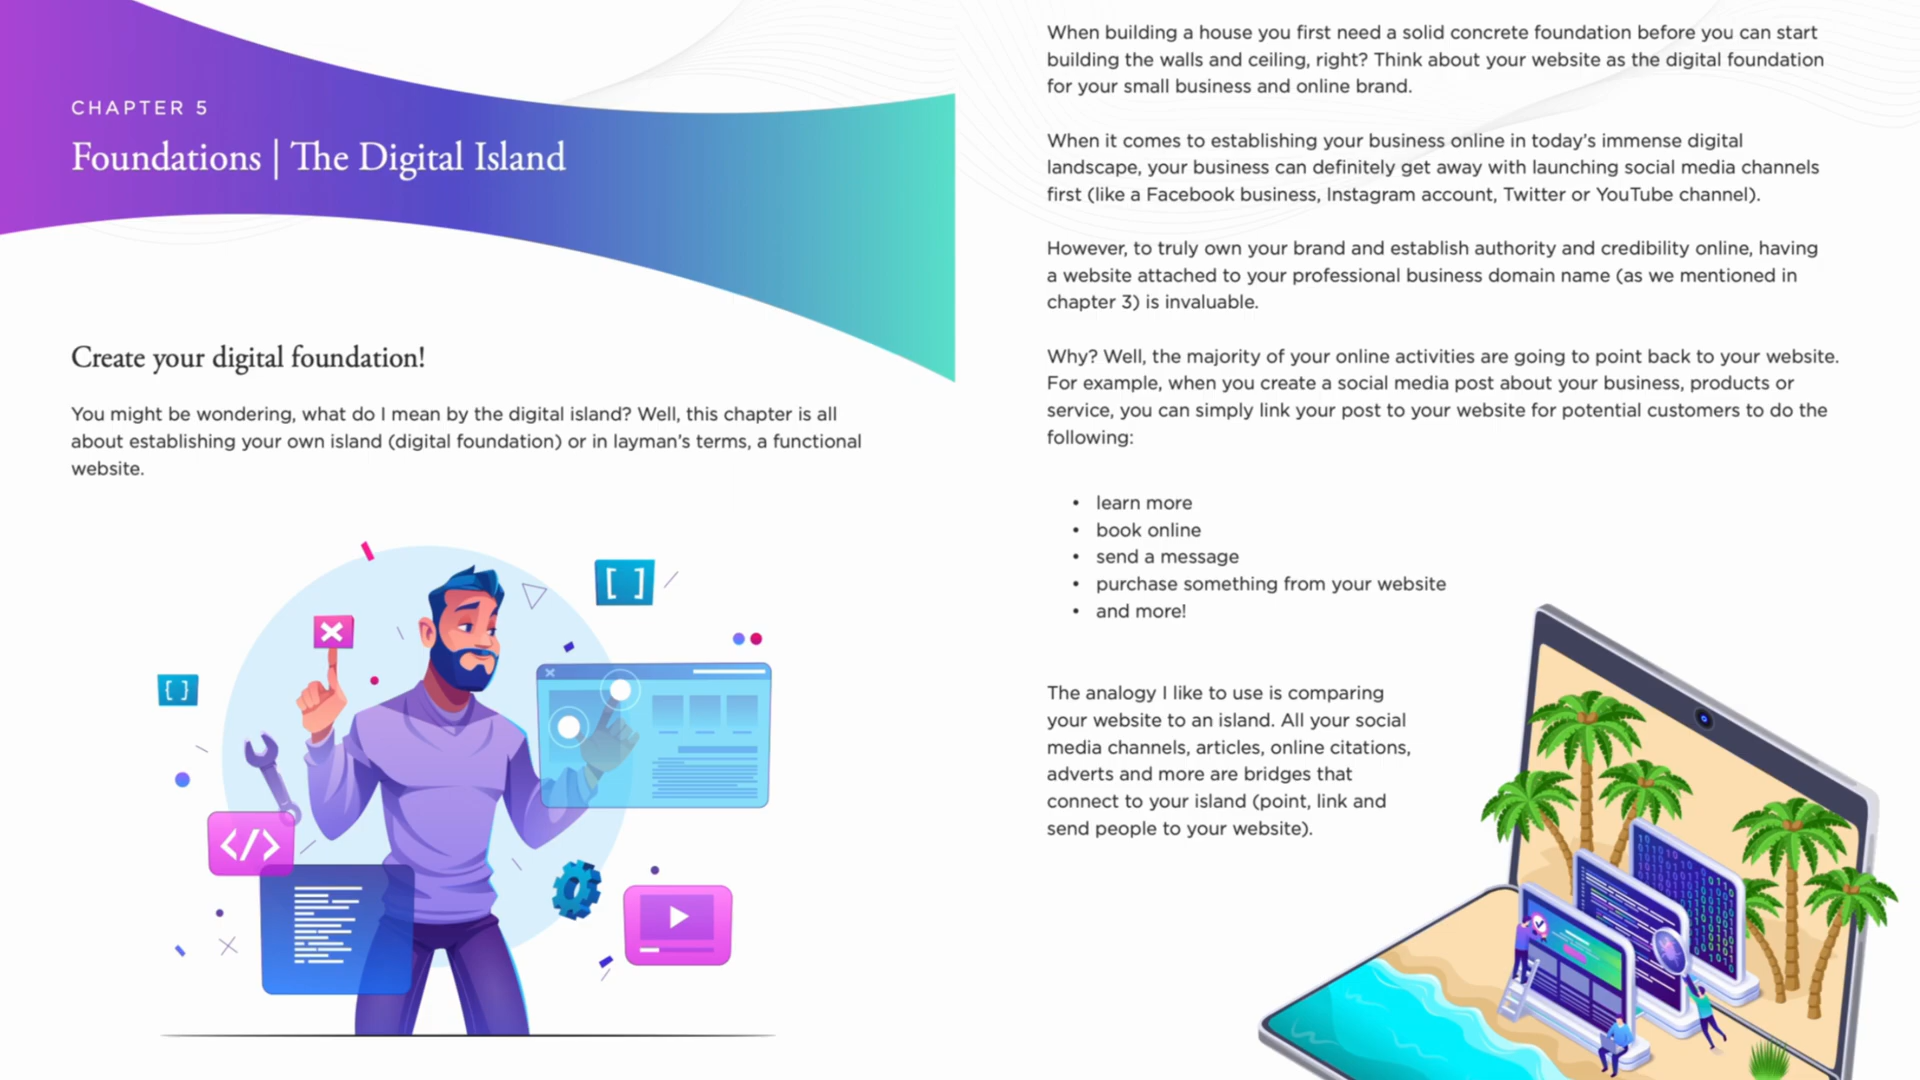 CHAPTER 5
Foundations | The Digital Island
Create your digital foundation!
You might be wondering, what do I mean by the digital island? Well, this chapter is all
about establishing your own island (digital foundation) or in layman's terms, a functional
website.
[ ]
{ }
</>
When building a house you first need a solid concrete foundation before you can start
building the walls and ceiling, right? Think about your website as the digital foundation
for your small business and online brand.
When it comes to establishing your business online in today's immense digital
landscape, your business can definitely get away with launching social media channels
first (like a Facebook business, Instagram account, Twitter or YouTube channel).
However, to truly own your brand and establish authority and credibility online, having
a website attached to your professional business domain name (as we mentioned in
chapter 3) is invaluable.
Why? Well, the majority of your online activities are going to point back to your website.
For example, when you create a social media post about your business, products or
service, you can simply link your post to your website for potential customers to do the
following:
• learn more
• book online
• send a message
• purchase something from your website
• and more!
The analogy I like to use is comparing
your website to an island. All your social
media channels, articles, online citations,
adverts and more are bridges that
connect to your island (point, link and
send people to your website).